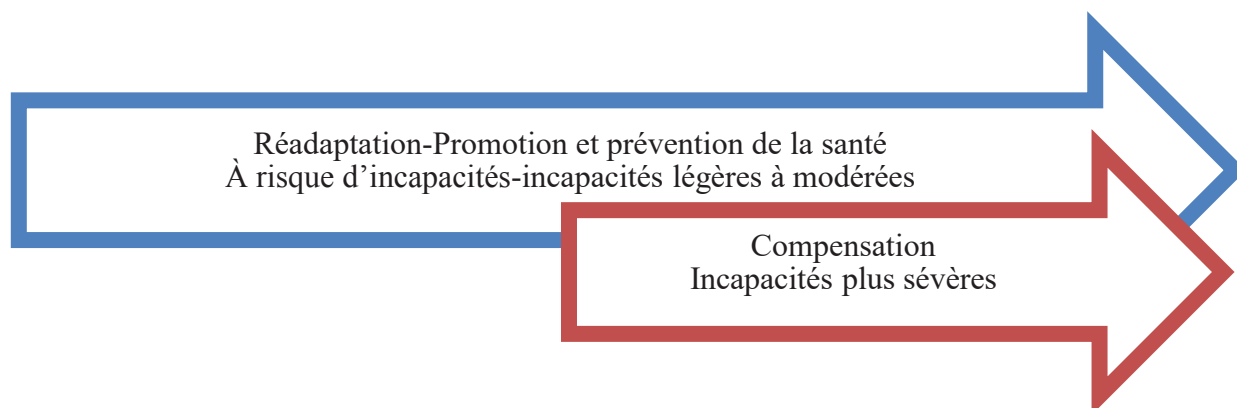 Réadaptation-Promotion et prévention de la santé
À risque d’incapacités-incapacités légères à modérées
Compensation
Incapacités plus sévères